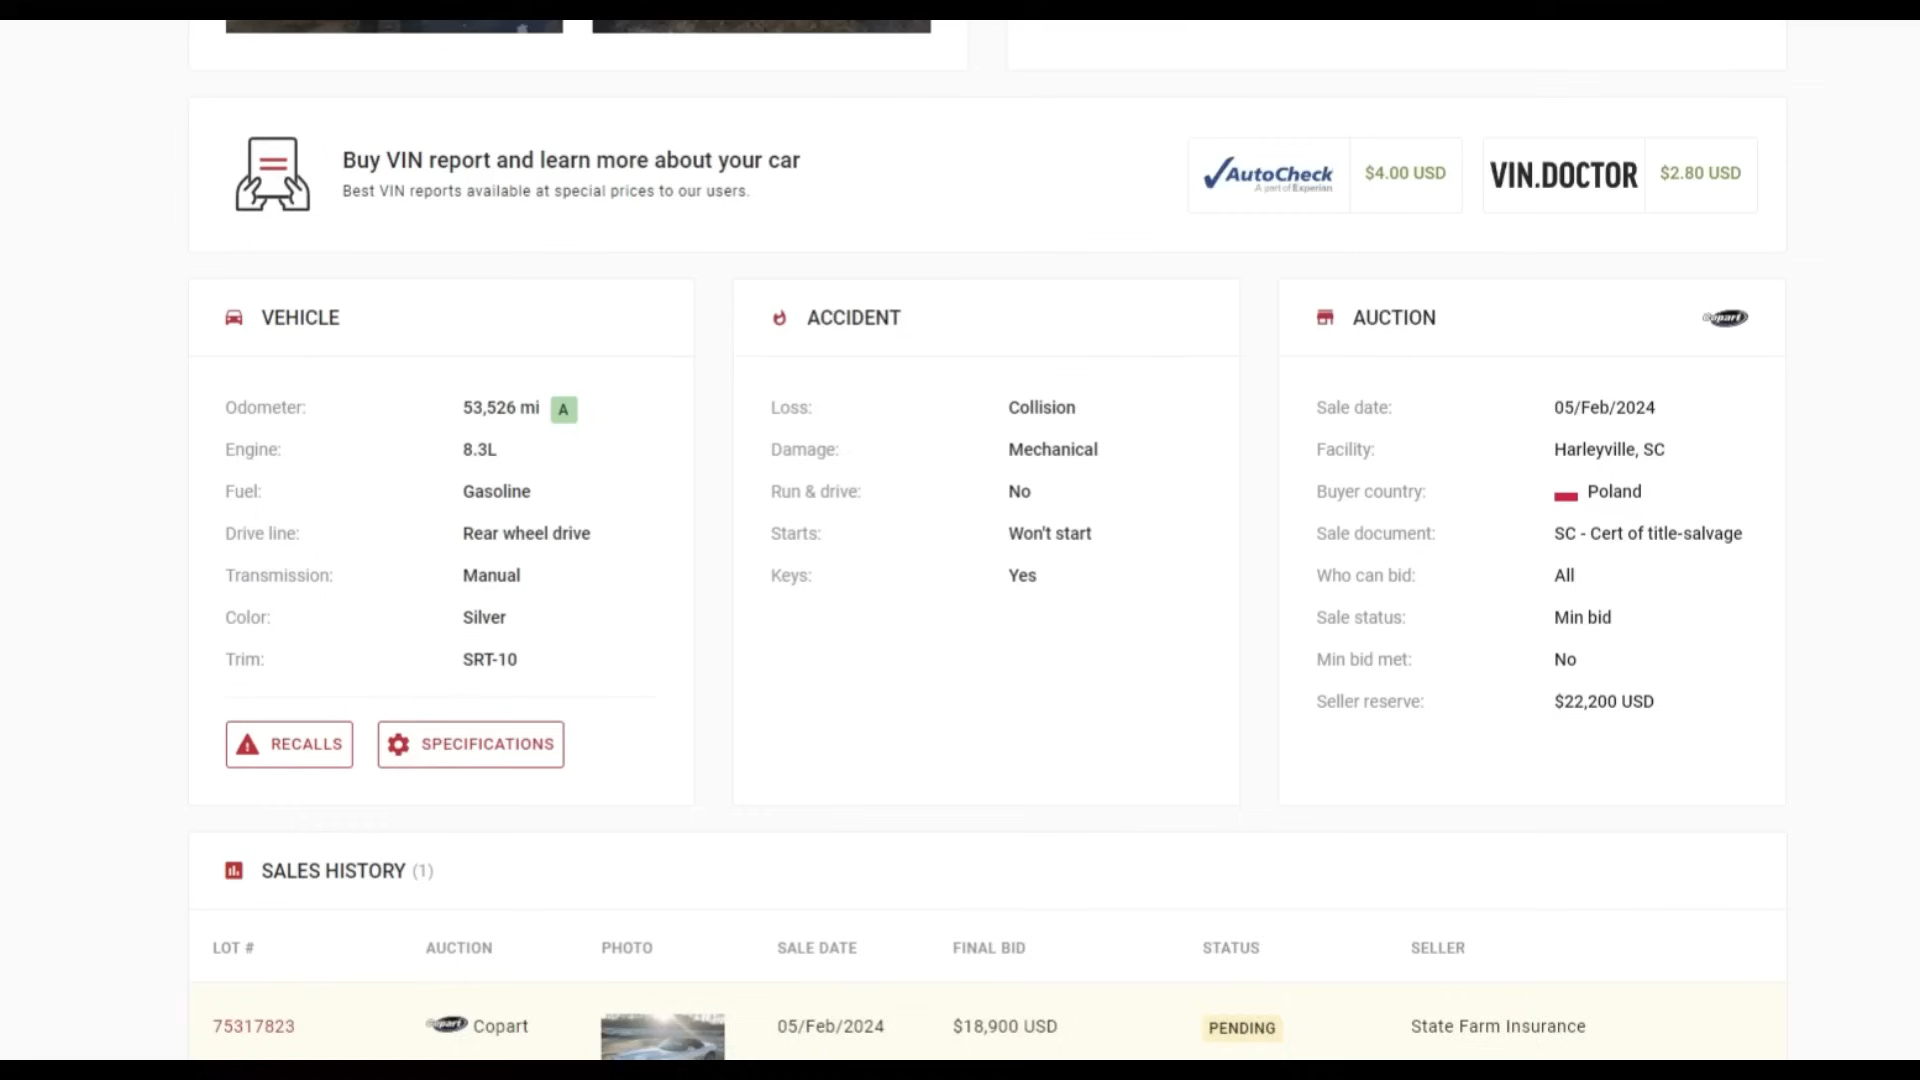 Buy VIN report and learn more about your car
Best VIN reports available at special prices to our users.
AutoCheck
A part of Experian
$4.00 USD
VIN.DOCTOR
$2.80 USD
VEHICLE
Odometer: 53,526 mi A
Engine: 8.3L
Fuel: Gasoline
Drive line: Rear wheel drive
Transmission: Manual
Color: Silver
Trim: SRT-10
RECALLS SPECIFICATIONS
ACCIDENT
Loss: Collision
Damage: Mechanical
Run & drive: No
Starts: Won't start
Keys: Yes
AUCTION Copart
Sale date: 05/Feb/2024
Facility: Harleyville, SC
Buyer country: Poland
Sale document: SC - Cert of title-salvage
Who can bid: All
Sale status: Min bid
Min bid met: No
Seller reserve: $22,200 USD
SALES HISTORY (1)
LOT # AUCTION PHOTO SALE DATE FINAL BID STATUS SELLER
75317823 Copart Copart 05/Feb/2024 $18,900 USD PENDING State Farm Insurance